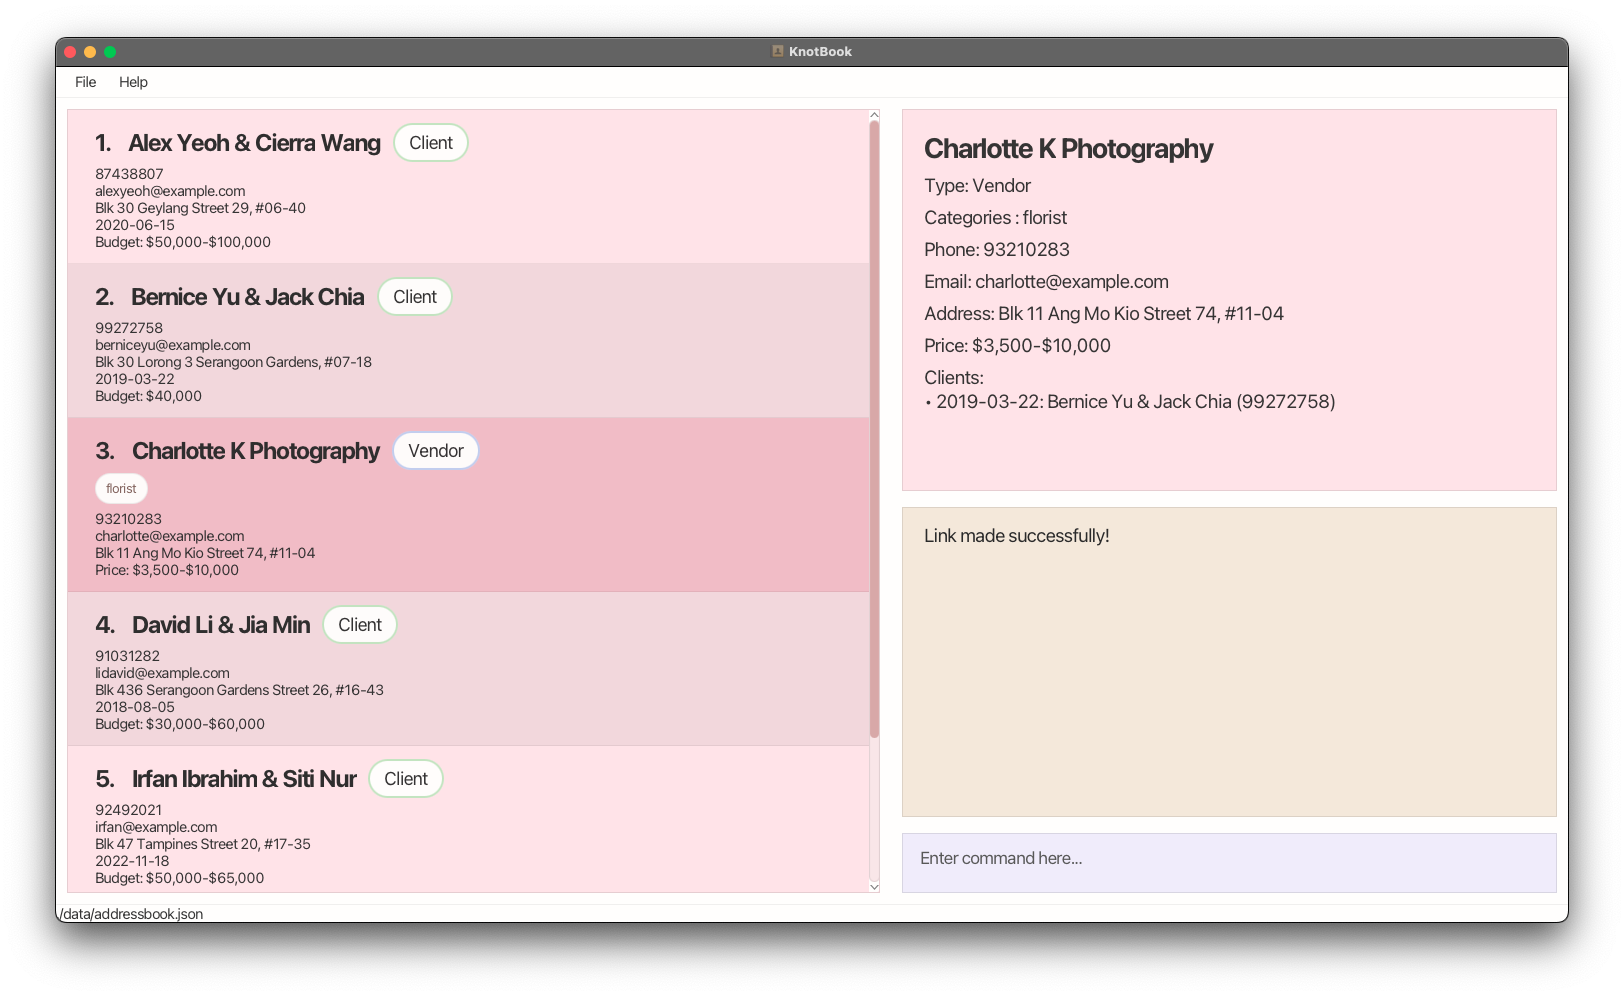 KnotBook
File Help
1. Alex Yeoh & Cierra Wang Client
87438807
alexyeoh@example.com
Blk 30 Geylang Street 29, #06-40
2020-06-15
Budget: $50,000-$100,000
2. Bernice Yu & Jack Chia Client
99272758
berniceyu@example.com
Blk 30 Lorong 3 Serangoon Gardens, #07-18
2019-03-22
Budget: $40,000
3. Charlotte K Photography Vendor
florist
93210283
charlotte@example.com
Blk 11 Ang Mo Kio Street 74, #11-04
Price: $3,500-$10,000
4. David Li & Jia Min Client
91031282
lidavid@example.com
Blk 436 Serangoon Gardens Street 26, #16-43
2018-08-05
Budget: $30,000-$60,000
5. Irfan Ibrahim & Siti Nur Client
92492021
irfan@example.com
Blk 47 Tampines Street 20, #17-35
2022-11-18
Budget: $50,000-$65,000
Charlotte K Photography
Type: Vendor
Categories : florist
Phone: 93210283
Email: charlotte@example.com
Address: Blk 11 Ang Mo Kio Street 74, #11-04
Price: $3,500-$10,000
Clients:
• 2019-03-22: Bernice Yu & Jack Chia (99272758)
Link made successfully!
Enter command here...
/data/addressbook.json